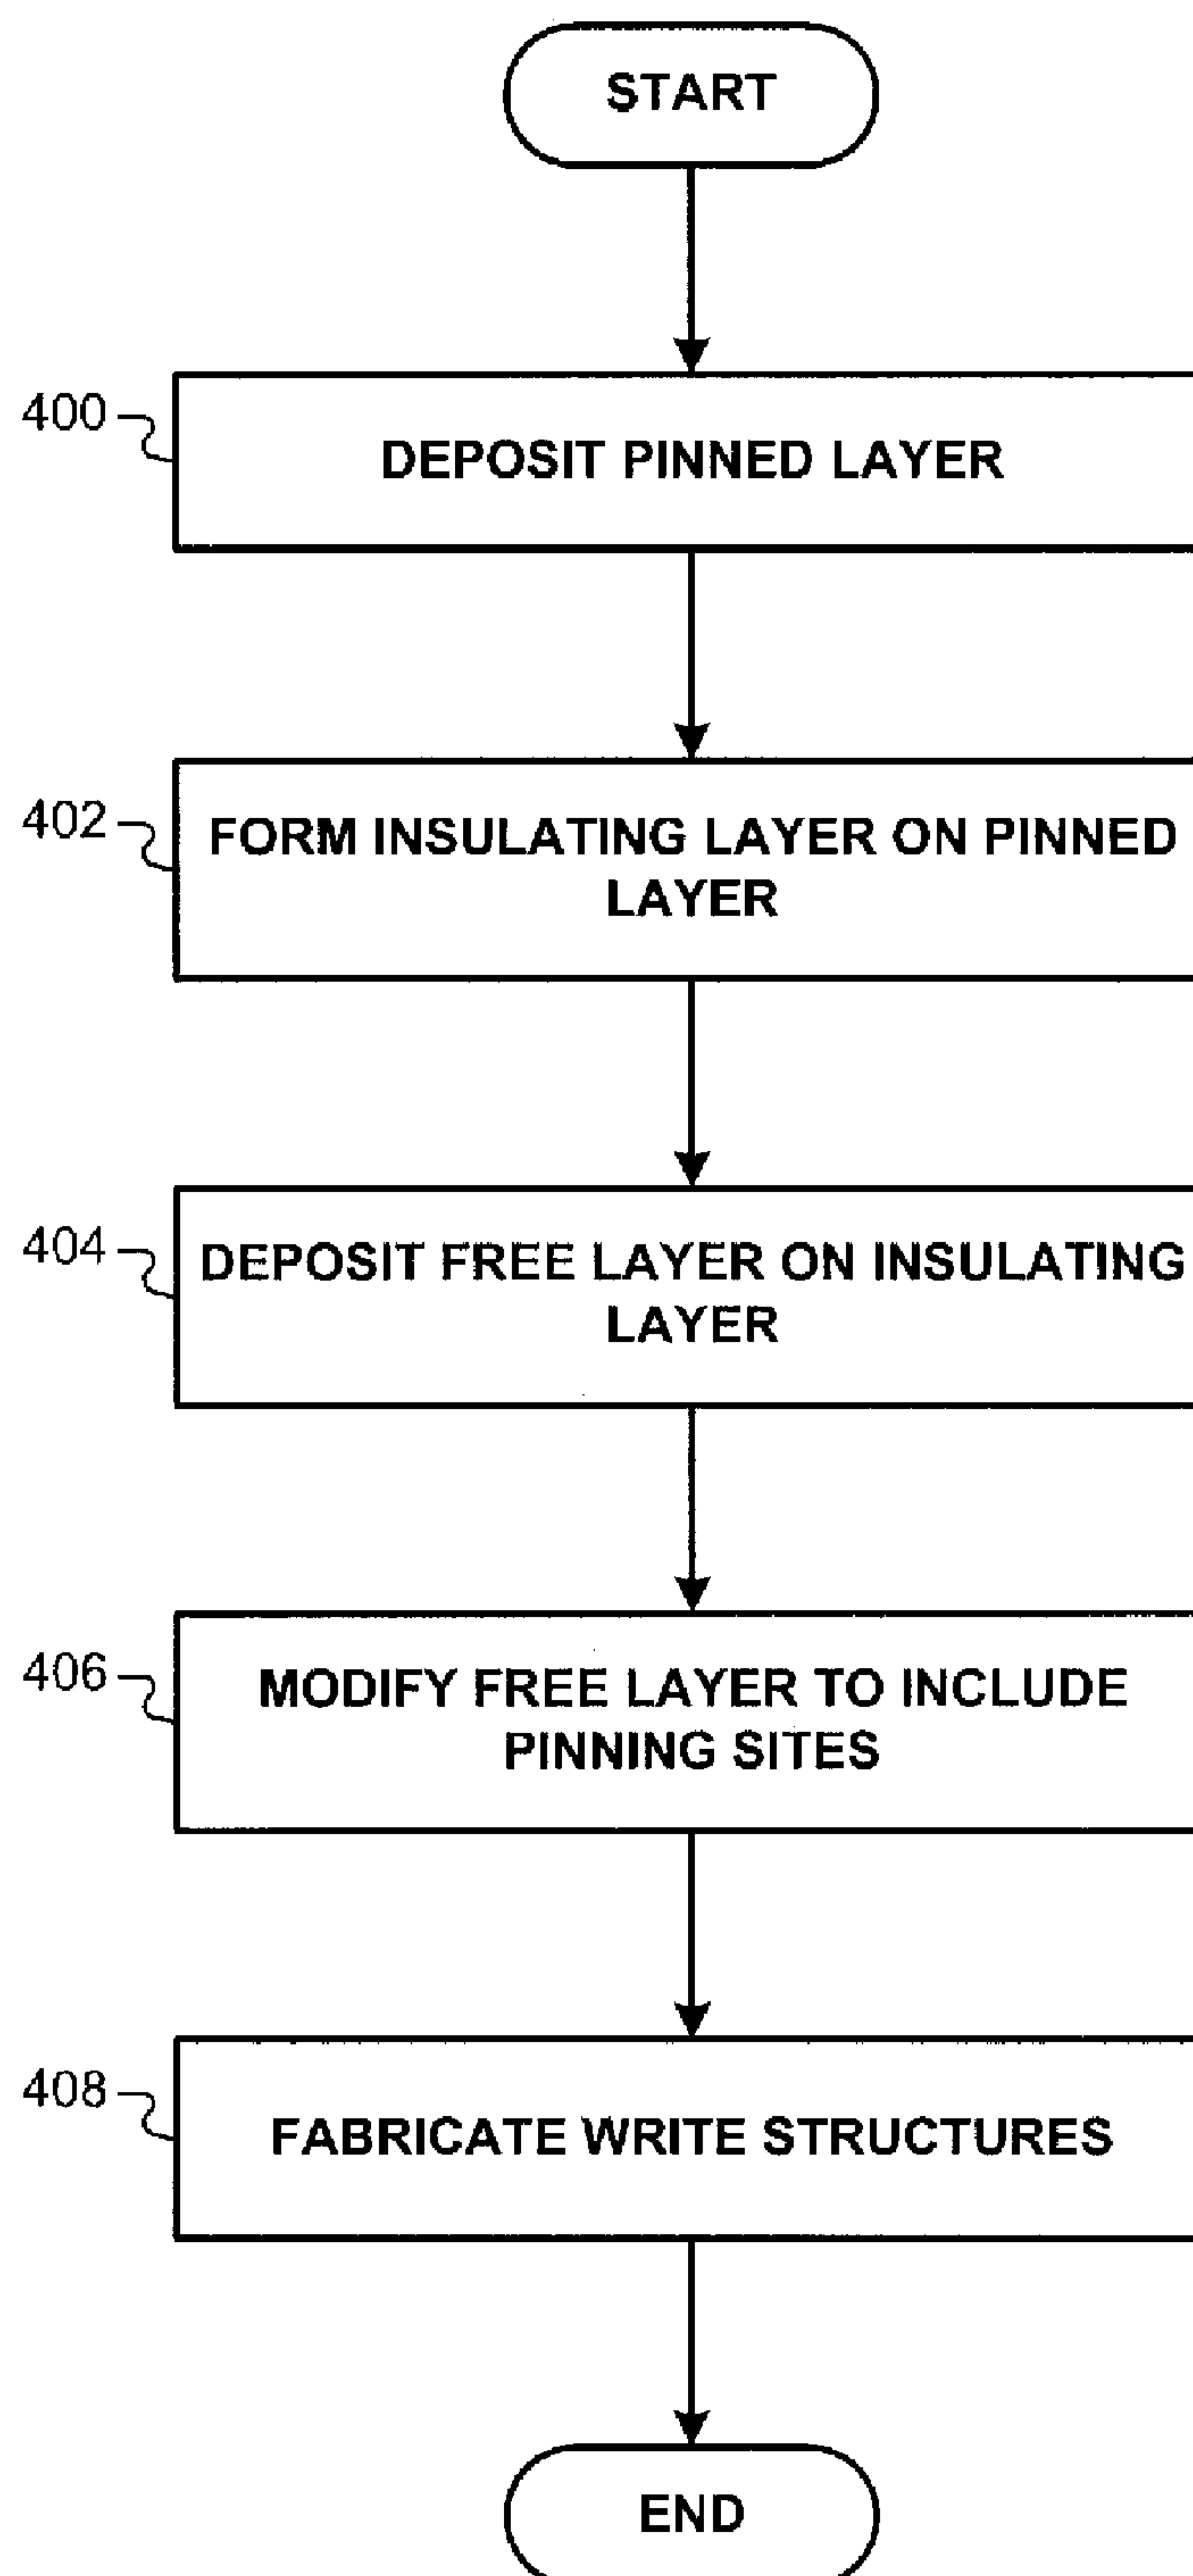 START
400
DEPOSIT PINNED LAYER
402
FORM INSULATING LAYER ON PINNED
LAYER
404
DEPOSIT FREE LAYER ON INSULATING
LAYER
406
MODIFY FREE LAYER TO INCLUDE
PINNING SITES
408
FABRICATE WRITE STRUCTURES
END